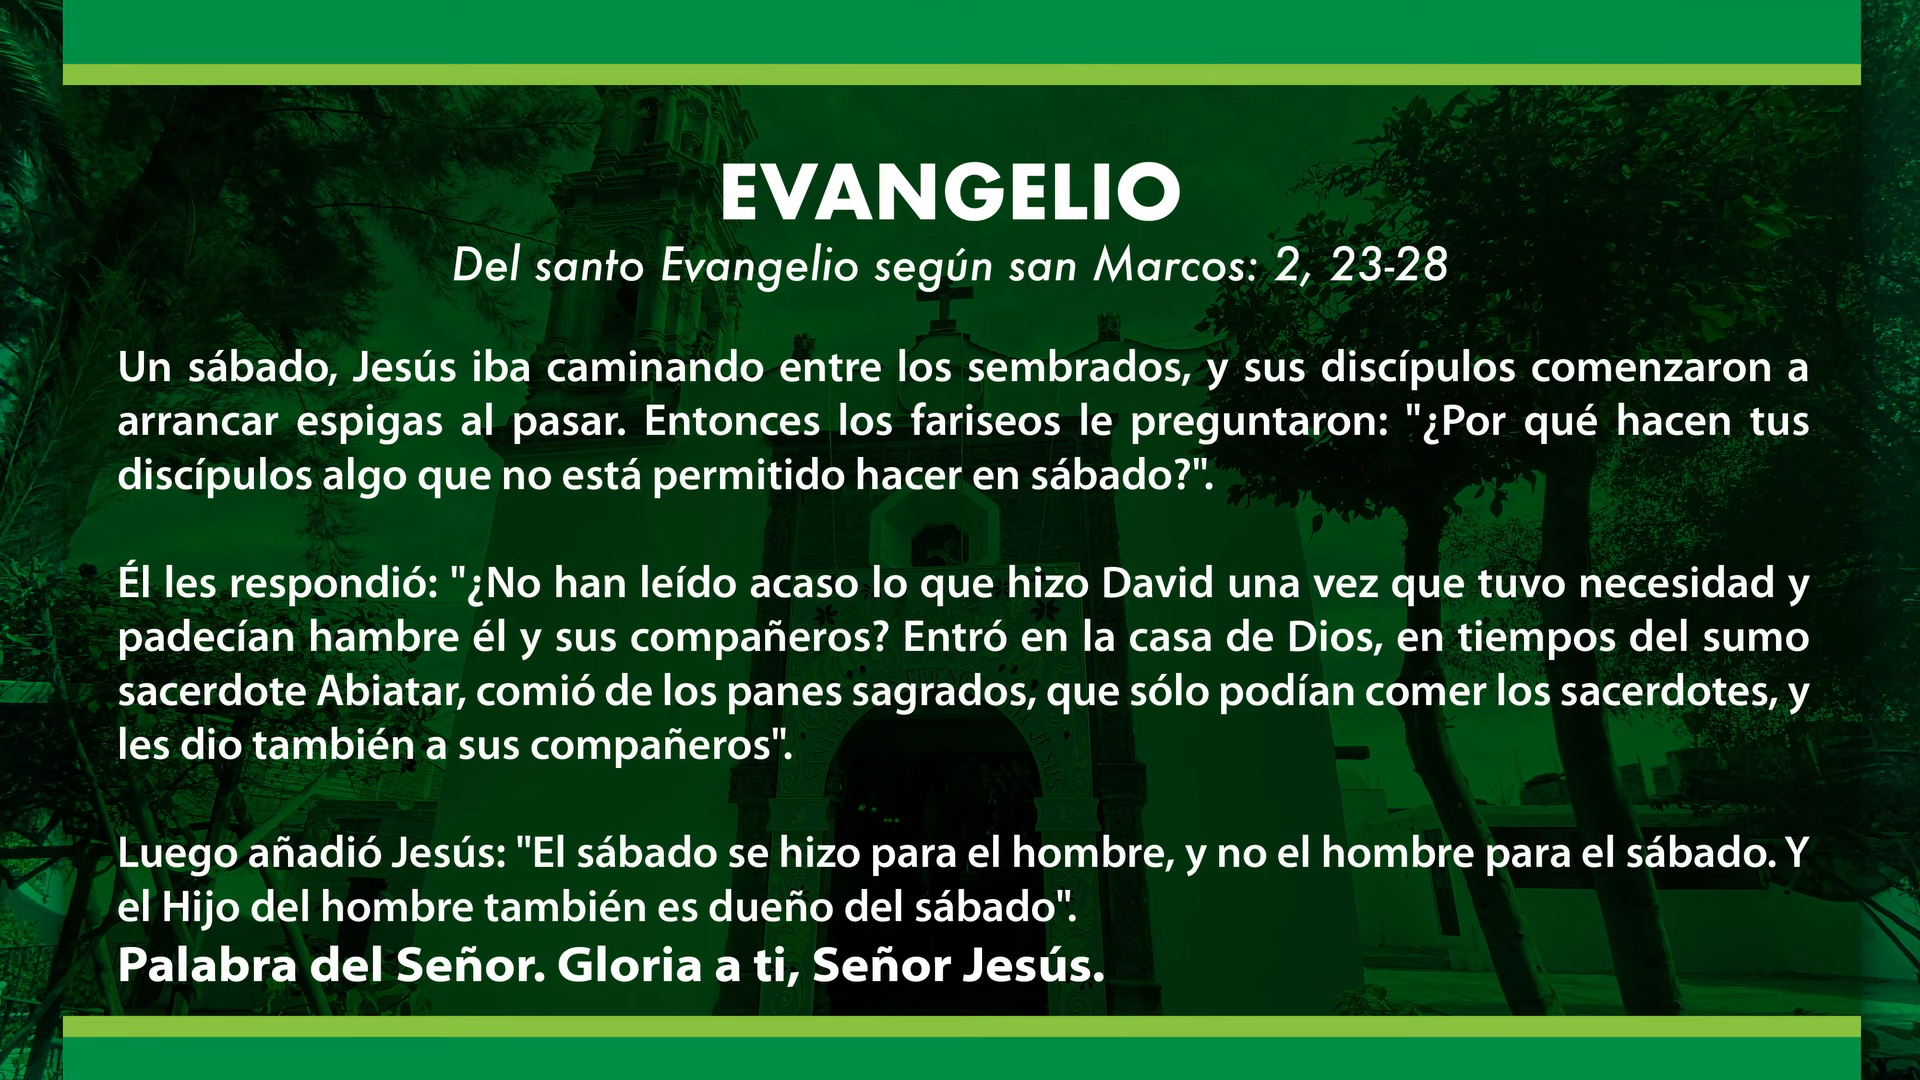 EVANGELIO
Del santo Evangelio según san Marcos: 2, 23-28
Un sábado, Jesús iba caminando entre los sembrados, y sus discípulos comenzaron a
arrancar espigas al pasar. Entonces los fariseos le preguntaron: "¿Por qué hacen tus
discípulos algo que no está permitido hacer en sábado?".
Él les respondió: "¿No han leído acaso lo que hizo David una vez que tuvo necesidad y
padecían hambre él y sus compañeros? Entró en la casa de Dios, en tiempos del sumo
sacerdote Abiatar, comió de los panes sagrados, que sólo podían comer los sacerdotes, y
les dio también a sus compañeros".
Luego añadió Jesús: "El sábado se hizo para el hombre, y no el hombre para el sábado. Y
el Hijo del hombre también es dueño del sábado".
Palabra del Señor. Gloria a ti, Señor Jesús.